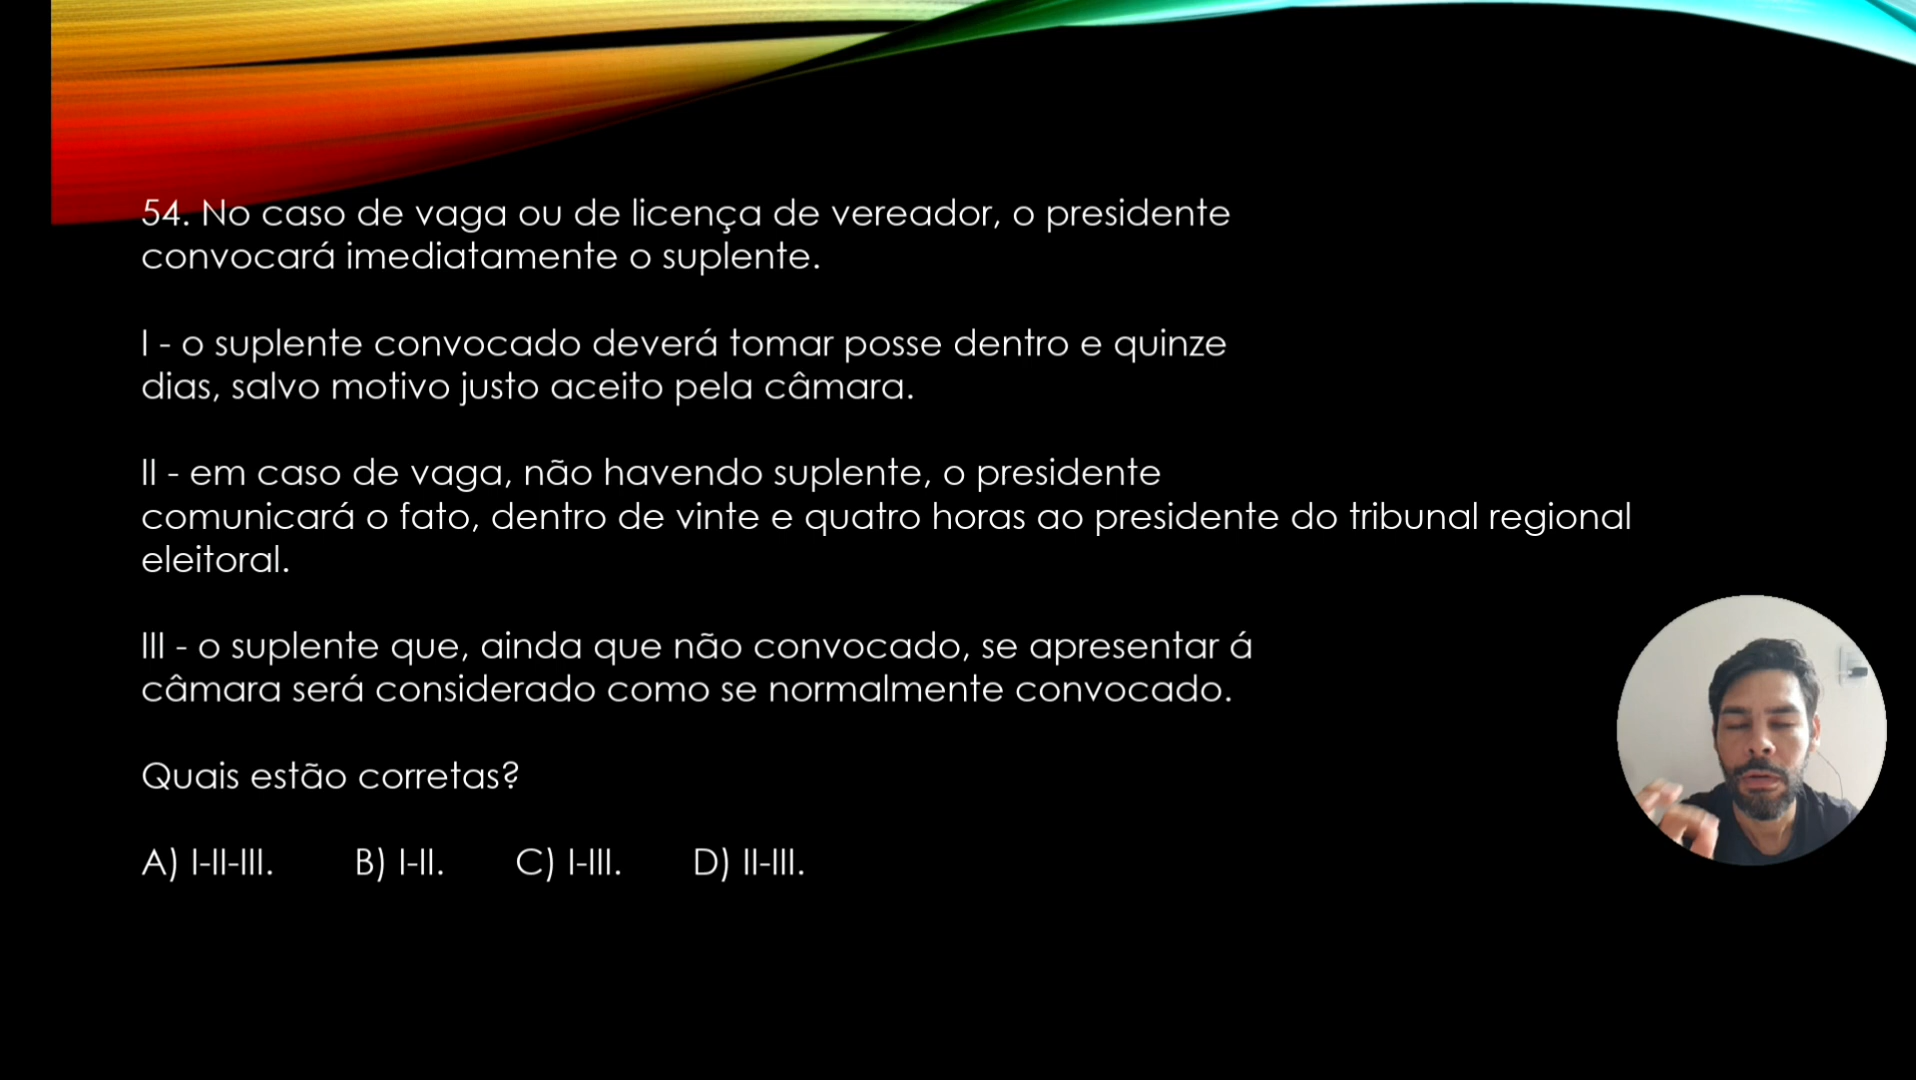 54. No caso de vaga ou de licença de vereador, o presidente
convocará imediatamente o suplente.
I - o suplente convocado deverá tomar posse dentro e quinze
dias, salvo motivo justo aceito pela câmara.
II - em caso de vaga, não havendo suplente, o presidente
comunicará o fato, dentro de vinte e quatro horas ao presidente do tribunal regional
eleitoral.
III - o suplente que, ainda que não convocado, se apresentar á
câmara será considerado como se normalmente convocado.
Quais estão corretas?
A) I-II-III. B) I-II. C) I-III. D) II-III.